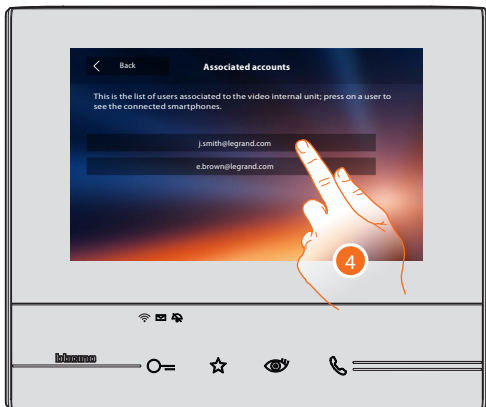 Back
Associated accounts
This is the list of users associated to the video internal unit; press on a user to
see the connected smartphones.
j.smith@legrand.com
e.brown@legrand.com
4
bticino